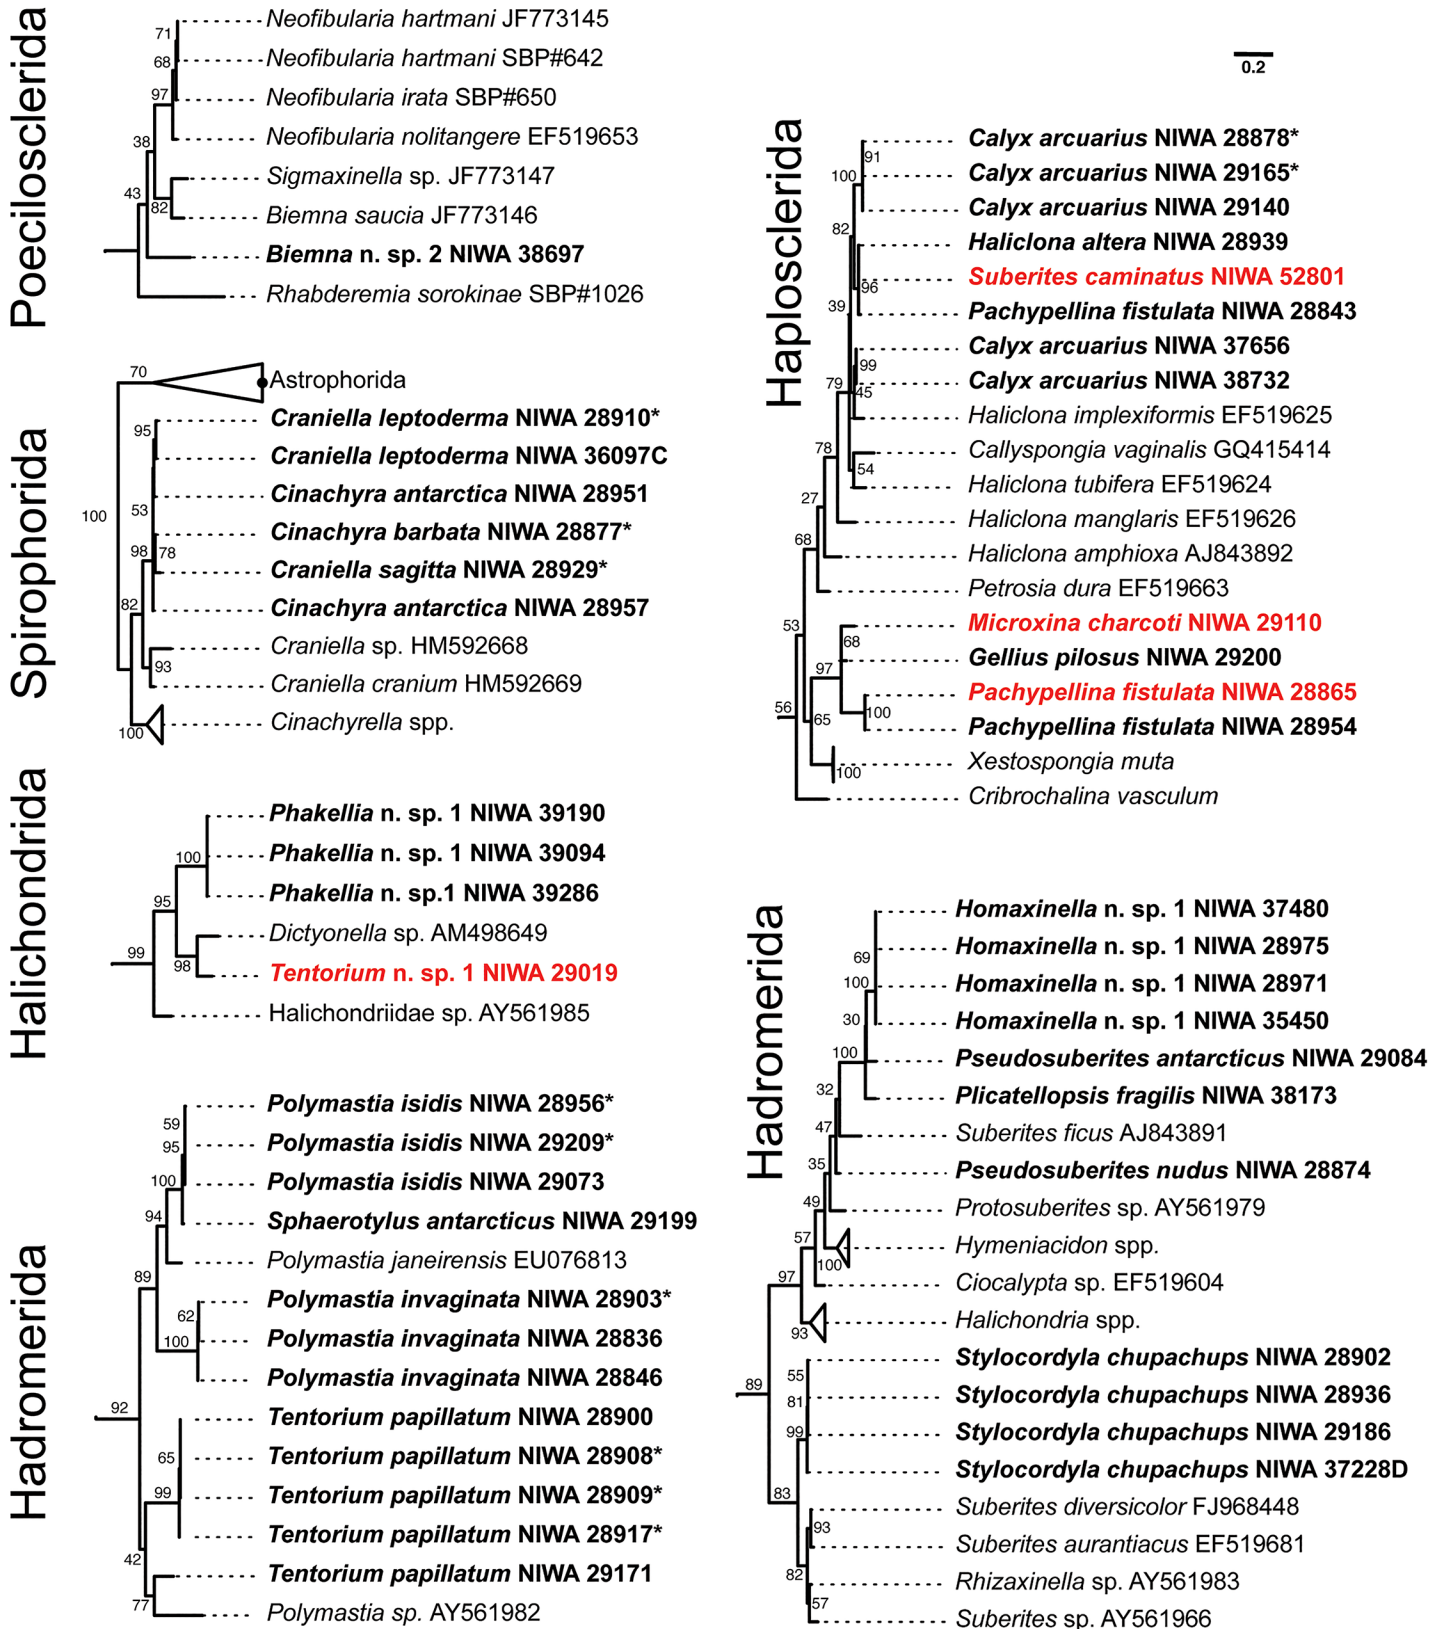 Poecilosclerida
71
68
97
38
43
82
Neofibularia hartmani JF773145
Neofibularia hartmani SBP#642
Neofibularia irata SBP#650
Neofibularia nolitangere EF519653
Sigmaxinella sp. JF773147
Biemna saucia JF773146
Biemna n. sp. 2 NIWA 38697
Rhabderemia sorokinae SBP#1026
Spirophorida
70
95
53
100
98
78
82
93
100
Astrophorida
Craniella leptoderma NIWA 28910*
Craniella leptoderma NIWA 36097C
Cinachyra antarctica NIWA 28951
Cinachyra barbata NIWA 28877*
Craniella sagitta NIWA 28929*
Cinachyra antarctica NIWA 28957
Craniella sp. HM592668
Craniella cranium HM592669
Cinachyrella spp.
Halichondrida
100
95
99
98
Phakellia n. sp. 1 NIWA 39190
Phakellia n. sp. 1 NIWA 39094
Phakellia n. sp.1 NIWA 39286
Dictyonella sp. AM498649
Tentorium n. sp. 1 NIWA 29019
Halichondriidae sp. AY561985
Hadromerida
59
95
100
94
89
62
100
92
65
99
42
77
Polymastia isidis NIWA 28956*
Polymastia isidis NIWA 29209*
Polymastia isidis NIWA 29073
Sphaerotylus antarcticus NIWA 29199
Polymastia janeirensis EU076813
Polymastia invaginata NIWA 28903*
Polymastia invaginata NIWA 28836
Polymastia invaginata NIWA 28846
Tentorium papillatum NIWA 28900
Tentorium papillatum NIWA 28908*
Tentorium papillatum NIWA 28909*
Tentorium papillatum NIWA 28917*
Tentorium papillatum NIWA 29171
Polymastia sp. AY561982
0.2
Haplosclerida
91
100
82
96
39
99
79
45
78
54
27
68
53
68
97
56
65
100
100
Calyx arcuarius NIWA 28878*
Calyx arcuarius NIWA 29165*
Calyx arcuarius NIWA 29140
Haliclona altera NIWA 28939
Suberites caminatus NIWA 52801
Pachypellina fistulata NIWA 28843
Calyx arcuarius NIWA 37656
Calyx arcuarius NIWA 38732
Haliclona implexiformis EF519625
Callyspongia vaginalis GQ415414
Haliclona tubifera EF519624
Haliclona manglaris EF519626
Haliclona amphioxa AJ843892
Petrosia dura EF519663
Microxina charcoti NIWA 29110
Gellius pilosus NIWA 29200
Pachypellina fistulata NIWA 28865
Pachypellina fistulata NIWA 28954
Xestospongia muta
Cribrochalina vasculum
Hadromerida
69
100
30
100
32
47
35
49
57
100
97
93
55
89
81
99
83
93
82
57
Homaxinella n. sp. 1 NIWA 37480
Homaxinella n. sp. 1 NIWA 28975
Homaxinella n. sp. 1 NIWA 28971
Homaxinella n. sp. 1 NIWA 35450
Pseudosuberites antarcticus NIWA 29084
Plicatellopsis fragilis NIWA 38173
Suberites ficus AJ843891
Pseudosuberites nudus NIWA 28874
Protosuberites sp. AY561979
Hymeniacidon spp.
Ciocalypta sp. EF519604
Halichondria spp.
Stylocordyla chupachups NIWA 28902
Stylocordyla chupachups NIWA 28936
Stylocordyla chupachups NIWA 29186
Stylocordyla chupachups NIWA 37228D
Suberites diversicolor FJ968448
Suberites aurantiacus EF519681
Rhizaxinella sp. AY561983
Suberites sp. AY561966